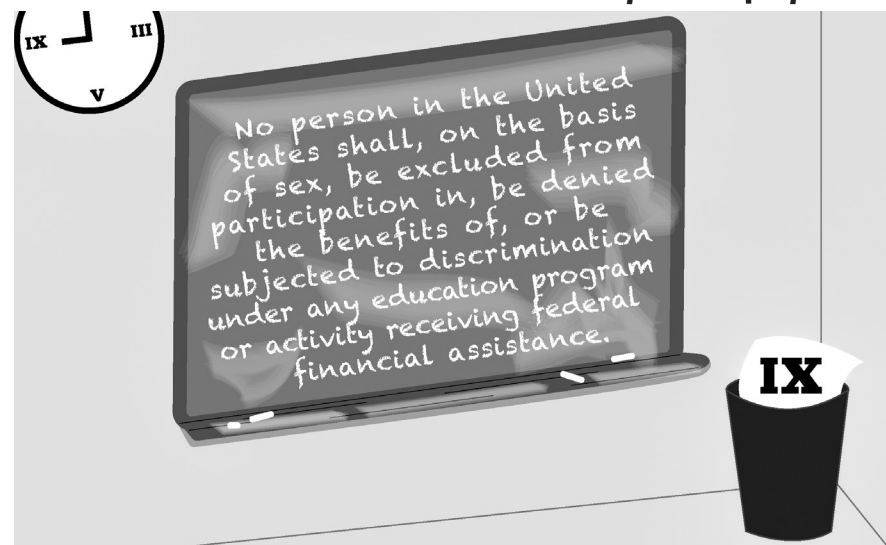 IX
III
V
No person in the United
States shall, on the basis
of sex, be excluded from
participation in, be denied
the benefits of, or be
subjected to discrimination
under any education program
or activity receiving federal
financial assistance.
IX